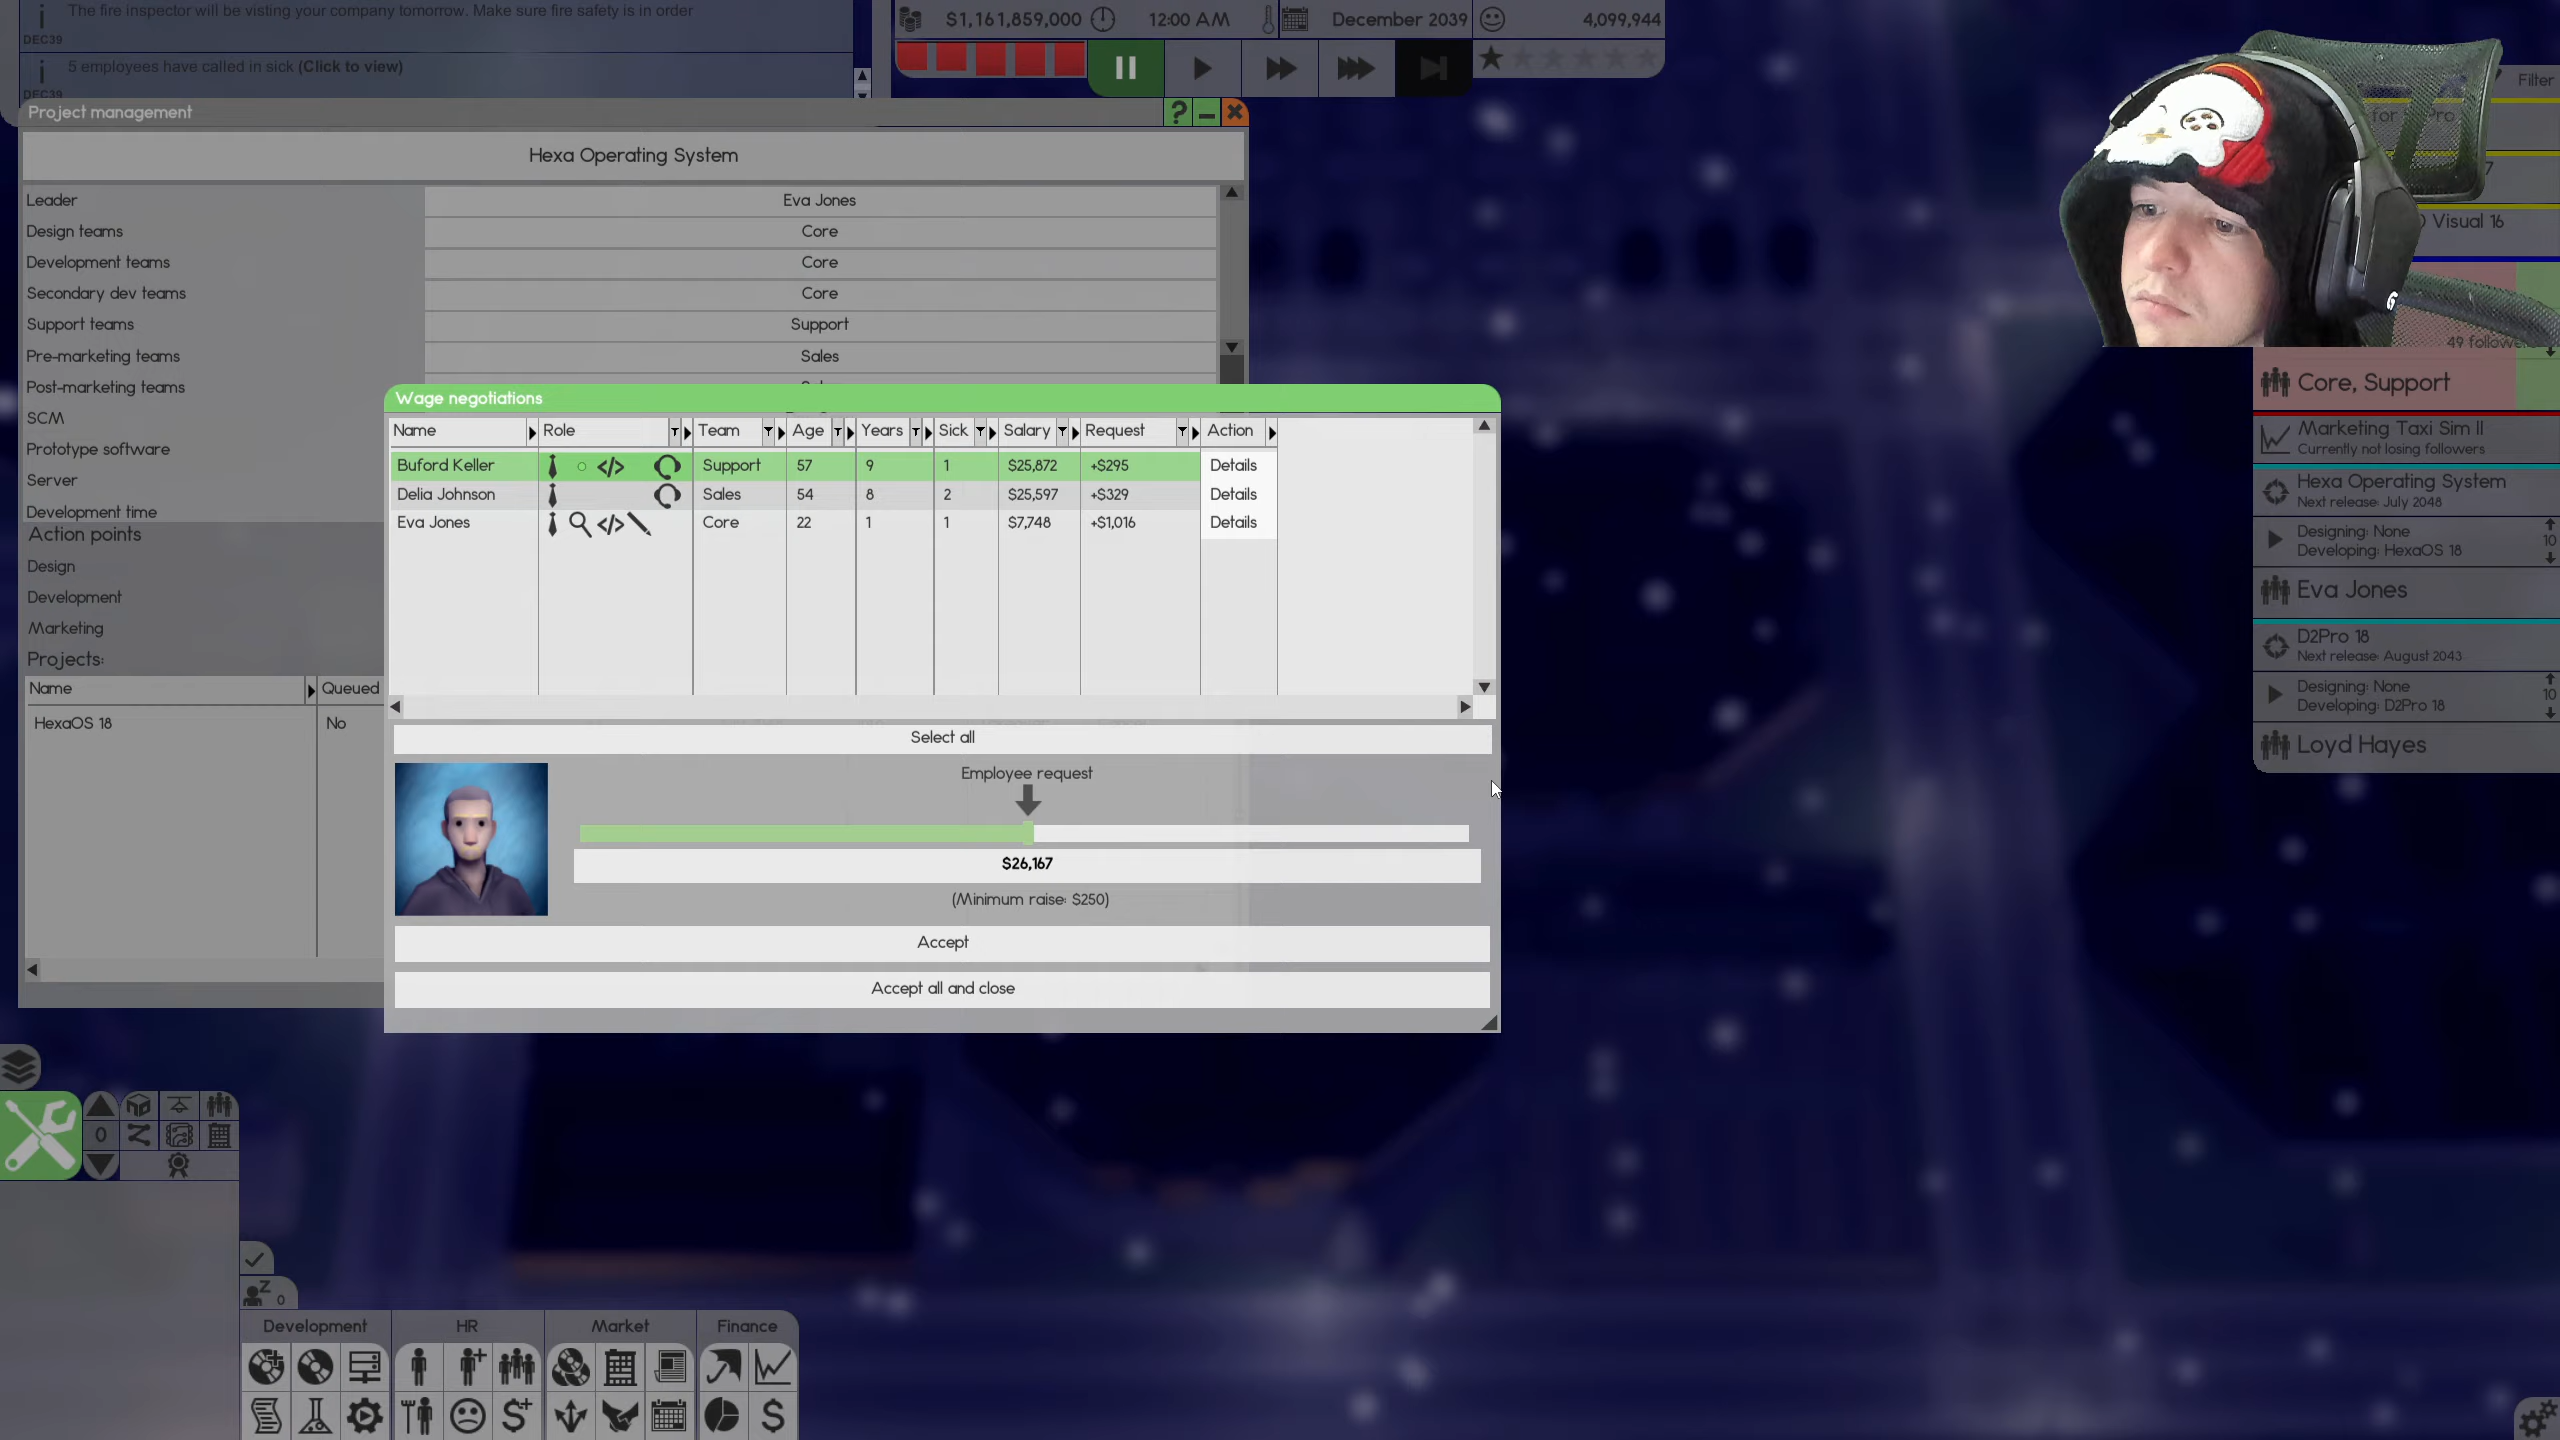 The fire inspector will be visting your company tomorrow. Make sure fire safety is in order
DEC39
5 employees have called in sick (Click to view)
DEC39
$1,161,859,000
12:00 AM
December 2039
4,099,944
Filter
Project management
?
Hexa Operating System
Leader Eva Jones
Design teams Core
Development teams Core
Secondary dev teams Core
Support teams Support
Pre-marketing teams Sales
Post-marketing teams
SCM
Prototype software
Server
Development time
Action points
Design
Development
Marketing
Projects:
Name Queued
HexaOS 18 No
Wage negotiations
Name Role Team Age Years Sick Salary Request Action
Buford Keller Support 57 9 1 $25,872 +$295 Details
Delia Johnson Sales 54 8 2 $25,597 +$329 Details
Eva Jones Core 22 1 1 $7,748 +$1,016 Details
Select all
Employee request
$26,167
(Minimum raise: $250)
Accept
Accept all and close
Visual 16
Core, Support
Marketing Taxi Sim II
Currently not losing followers
Hexa Operating System
Next release: July 2048
Designing: None
Developing: HexaOS 18
10
Eva Jones
D2Pro 18
Next release: August 2043
Designing: None
Developing: D2Pro 18
10
Loyd Hayes
0
0
Development HR Market Finance